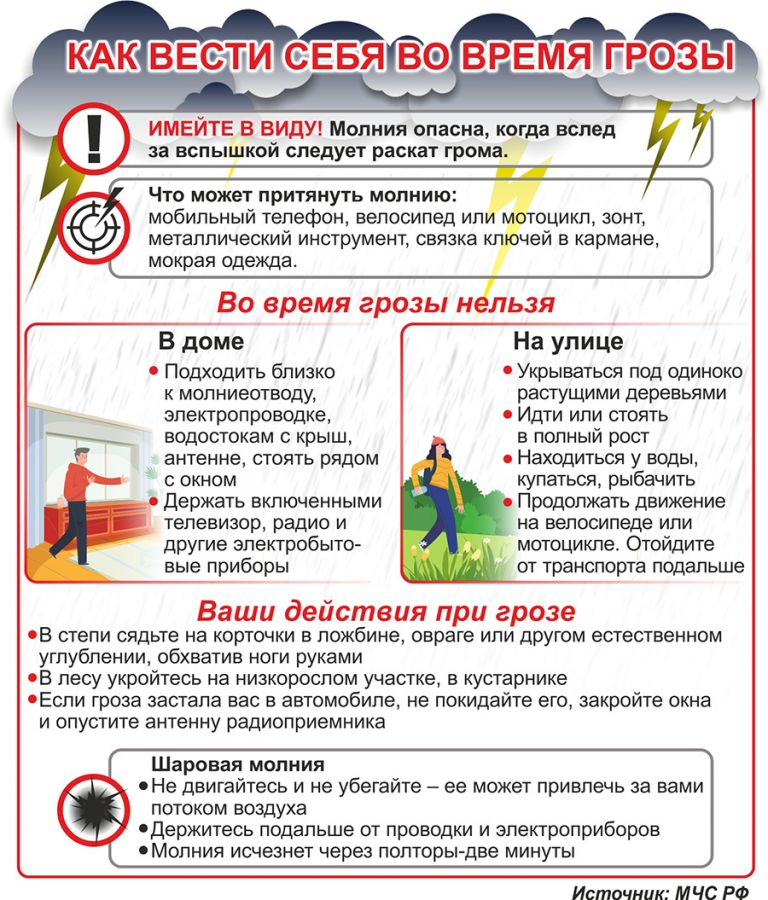 КАК ВЕСТИ СЕБЯ ВО ВРЕМЯ ГРОЗЫ
ИМЕЙТЕ В ВИДУ! Молния опасна, когда вслед
за вспышкой следует раскат грома.
Что может притянуть молнию:
мобильный телефон, велосипед или мотоцикл, зонт,
металлический инструмент, связка ключей в кармане,
мокрая одежда.
Во время грозы нельзя
В доме
• Подходить близко
к молниеотводу,
электропроводке,
водостокам с крыш,
антенне, стоять рядом
с окном
• Держать включенными
телевизор, радио и
другие электробыто-
вые приборы
На улице
• Укрываться под одиноко
растущими деревьями
• Идти или стоять
в полный рост
• Находиться у воды,
купаться, рыбачить
• Продолжать движение
на велосипеде или
мотоцикле. Отойдите
от транспорта подальше
Ваши действия при грозе
• В степи сядьте на корточки в ложбине, овраге или другом естественном
углублении, обхватив ноги руками
• В лесу укройтесь на низкорослом участке, в кустарнике
• Если гроза застала вас в автомобиле, не покидайте его, закройте окна
и опустите антенну радиоприемника
Шаровая молния
• Не двигайтесь и не убегайте – ее может привлечь за вами
потоком воздуха
• Держитесь подальше от проводки и электроприборов
• Молния исчезнет через полторы-две минуты
Источник: МЧС РФ